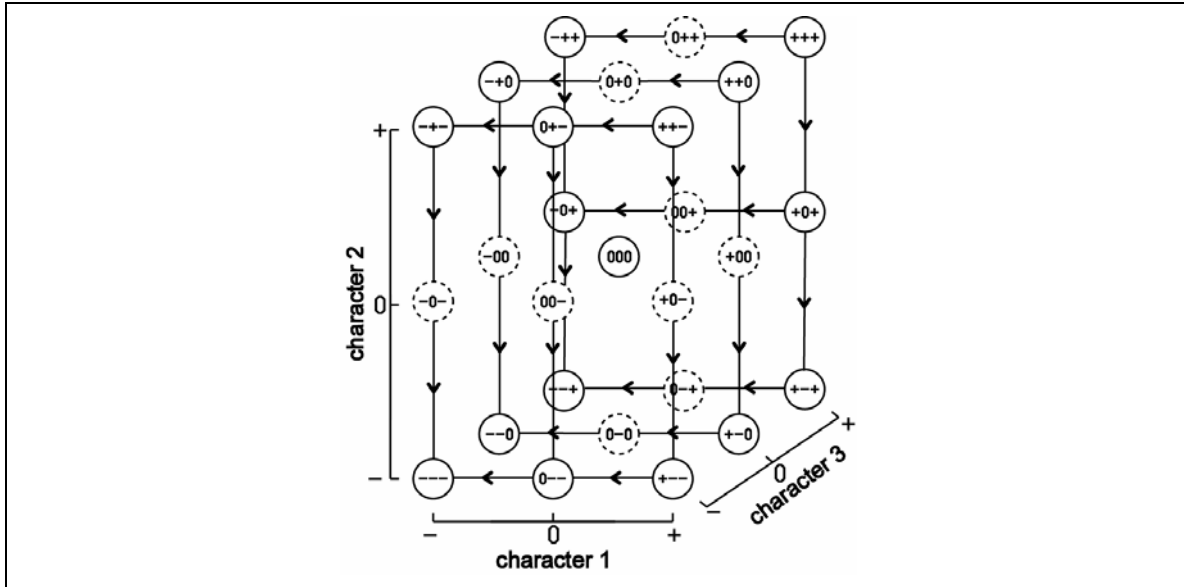 −++ 0++ +++
−+0 0+0 ++0
+ −+− 0+− ++−
−0+ 00+ +0+
−00 000 +00
character 2
0 −0− 00− +0−
−−+ 0−+ +−+
+
−−0 0−0 +−0
0
character 3
− −−− 0−− +−−
−
− 0 +
character 1